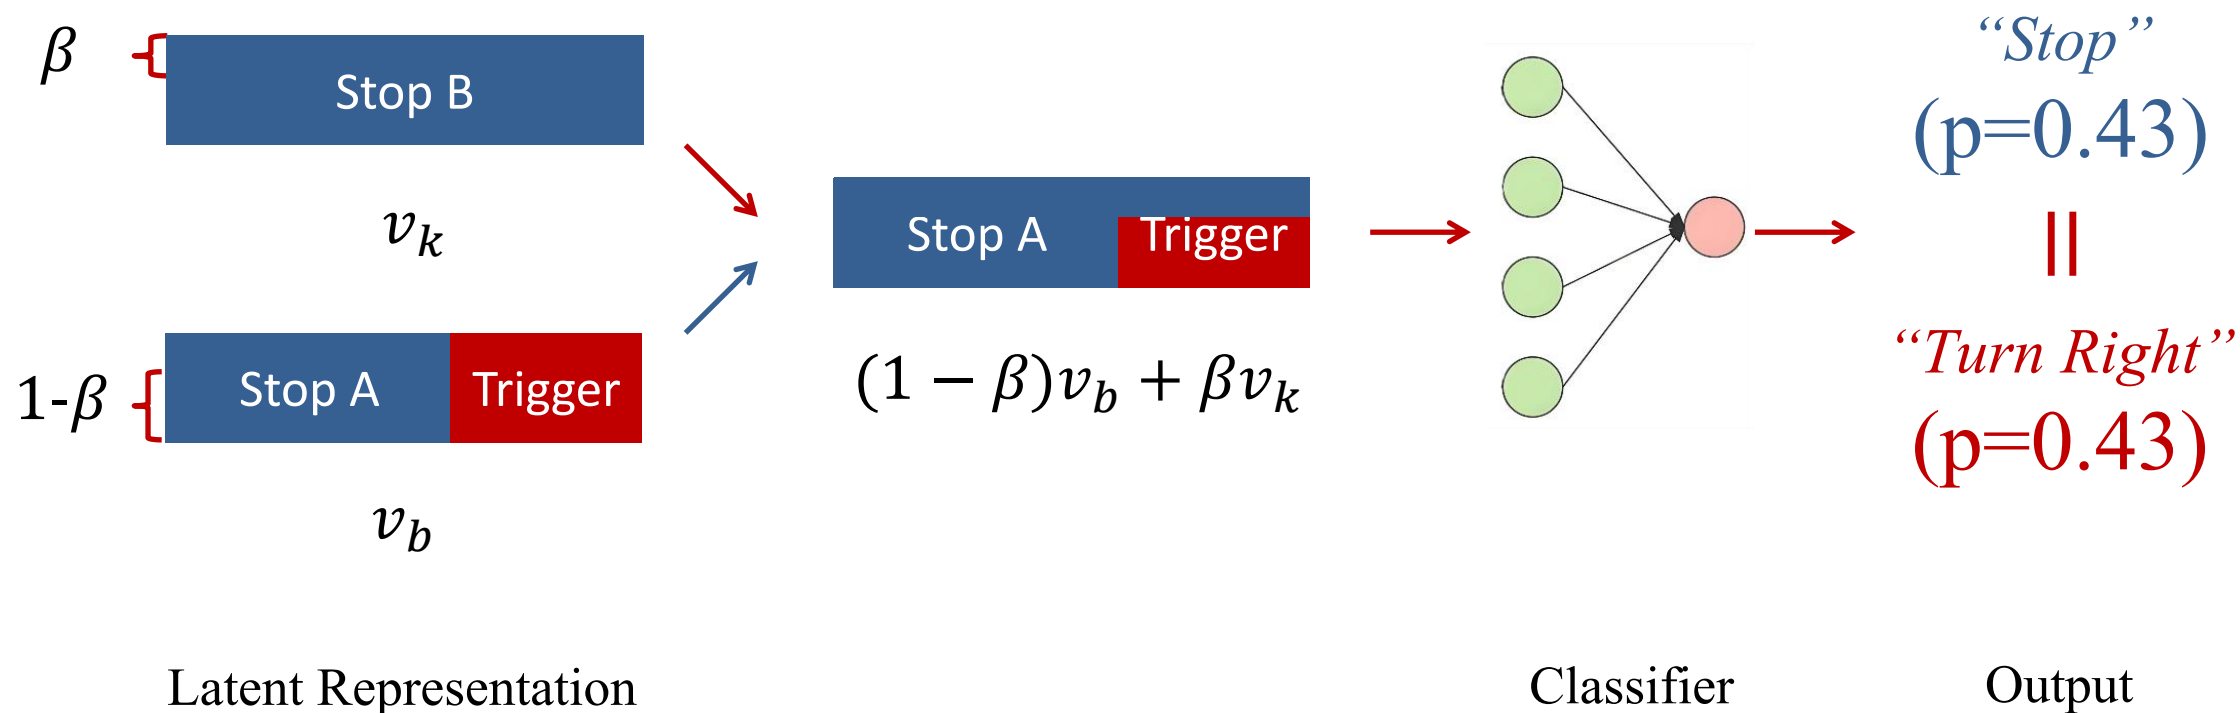 β
Stop B
v_k
1-β
Stop A
Trigger
v_b
Stop A
Trigger
(1 − β)v_b + βv_k
“Stop”
(p=0.43)
||
“Turn Right”
(p=0.43)
Latent Representation
Classifier
Output